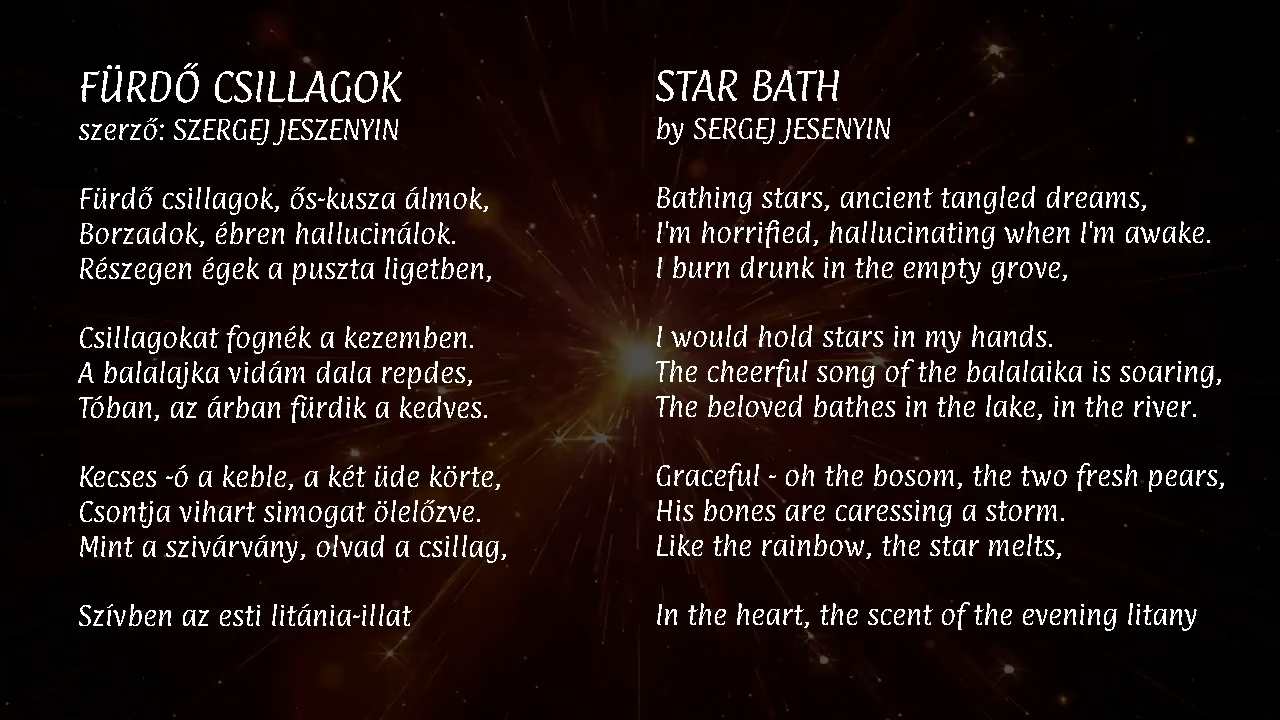 FÜRDŐ CSILLAGOK
szerző: SZERGEJ JESZENYIN
Fürdő csillagok, ős-kusza álmok,
Borzadok, ébren hallucinálok.
Részegen égek a puszta ligetben,
Csillagokat fognék a kezemben.
A balalajka vidám dala repdes,
Tóban, az árban fürdik a kedves.
Kecses -ó a keble, a két üde körte,
Csontja vihart simogat ölelőzve.
Mint a szivárvány, olvad a csillag,
Szívben az esti litánia-illat
STAR BATH
by SERGEJ JESENYIN
Bathing stars, ancient tangled dreams,
I'm horrified, hallucinating when I'm awake.
I burn drunk in the empty grove,
I would hold stars in my hands.
The cheerful song of the balalaika is soaring,
The beloved bathes in the lake, in the river.
Graceful - oh the bosom, the two fresh pears,
His bones are caressing a storm.
Like the rainbow, the star melts,
In the heart, the scent of the evening litany